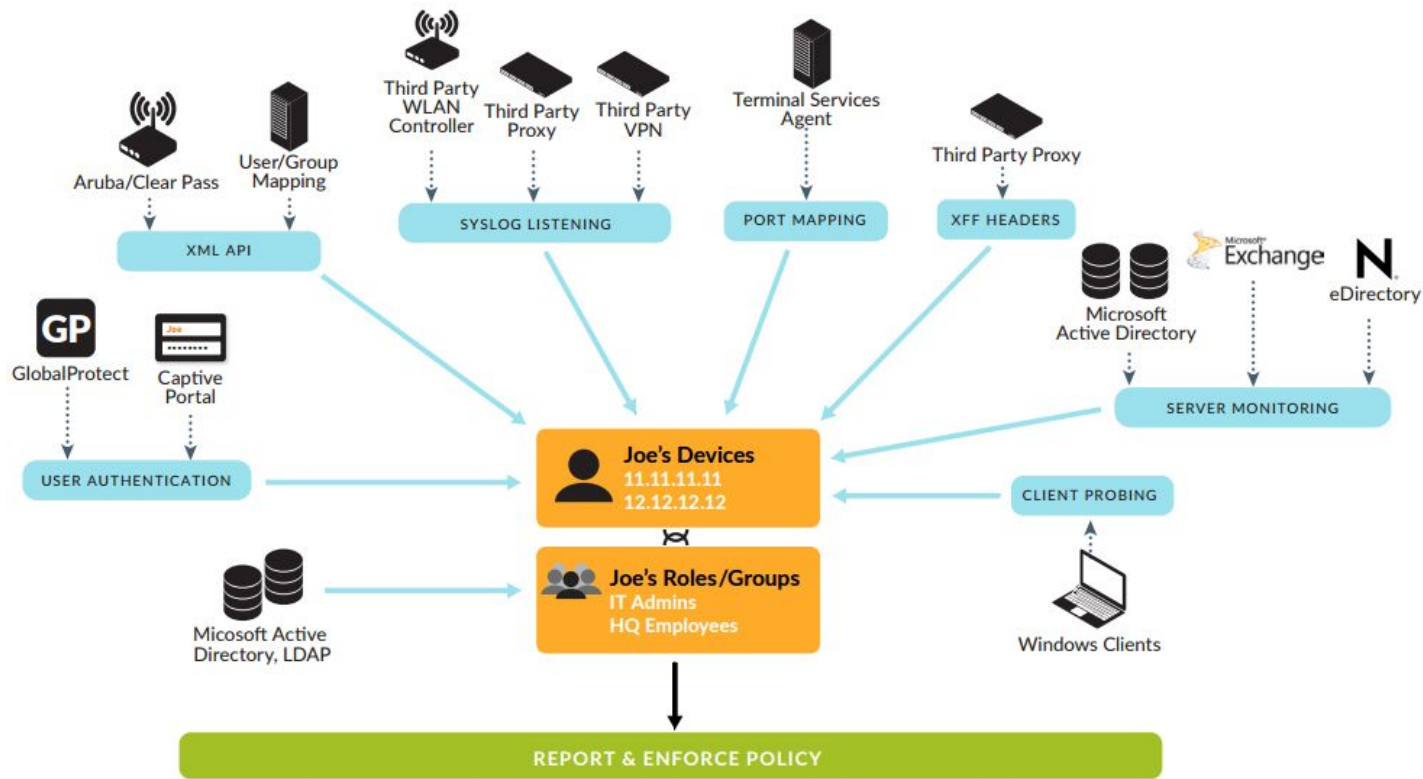 Third Party
WLAN
Controller
Third Party
Proxy
Third Party
VPN
Terminal Services
Agent
Third Party Proxy
Aruba/Clear Pass
User/Group
Mapping
SYSLOG LISTENING
PORT MAPPING
XFF HEADERS
XML API
Microsoft
Active Directory
Microsoft®
Exchange
N®
eDirectory
GP
GlobalProtect
Joe
••••••••
Captive
Portal
SERVER MONITORING
USER AUTHENTICATION
Joe's Devices
11.11.11.11
12.12.12.12
CLIENT PROBING
Joe's Roles/Groups
IT Admins
HQ Employees
Micosoft Active
Directory, LDAP
Windows Clients
REPORT & ENFORCE POLICY